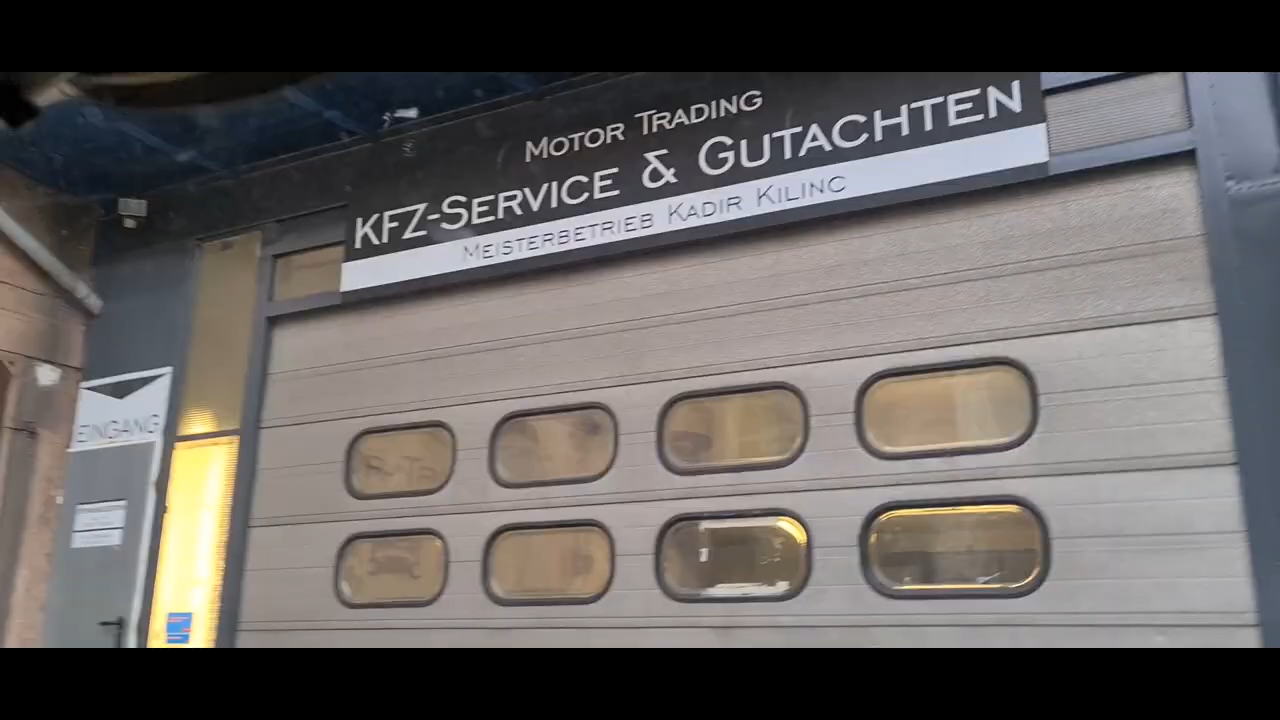 Motor Trading
KFZ-Service & Gutachten
Meisterbetrieb Kadir Kilinc
EINGANG